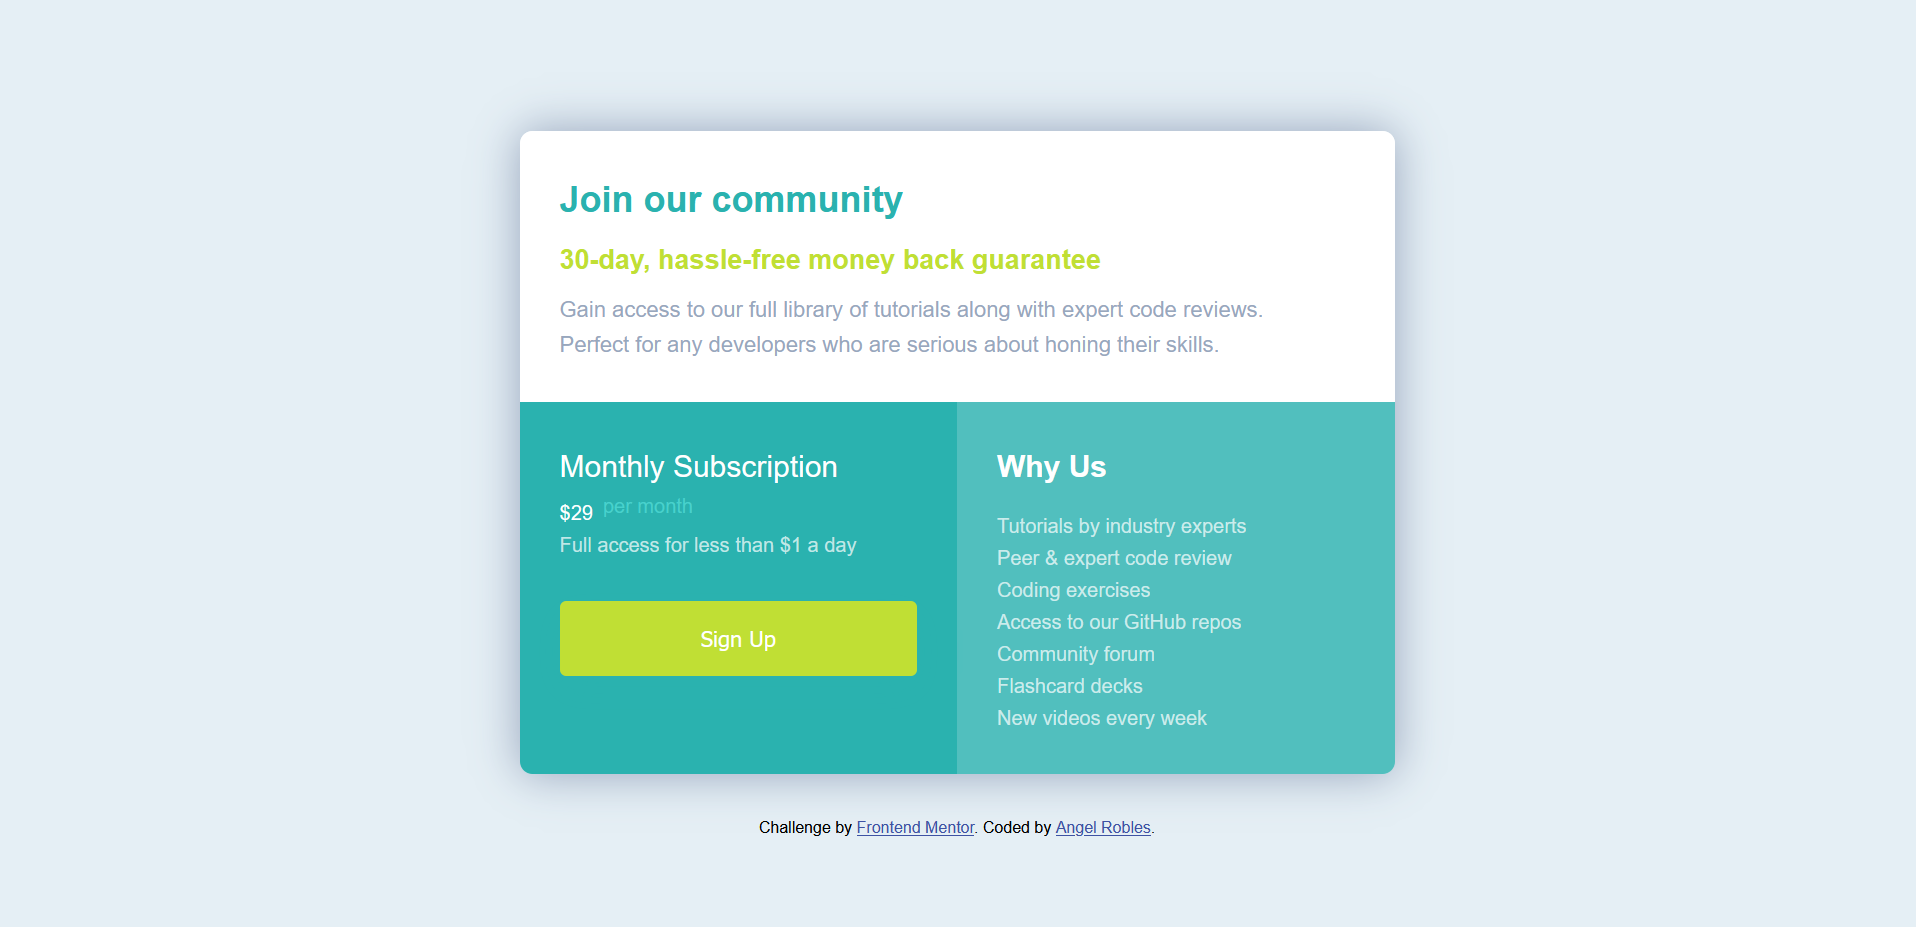 Join our community
30-day, hassle-free money back guarantee
Gain access to our full library of tutorials along with expert code reviews.
Perfect for any developers who are serious about honing their skills.
Monthly Subscription
$29 per month
Full access for less than $1 a day
Sign Up
Why Us
Tutorials by industry experts
Peer & expert code review
Coding exercises
Access to our GitHub repos
Community forum
Flashcard decks
New videos every week
Challenge by Frontend Mentor. Coded by Angel Robles.